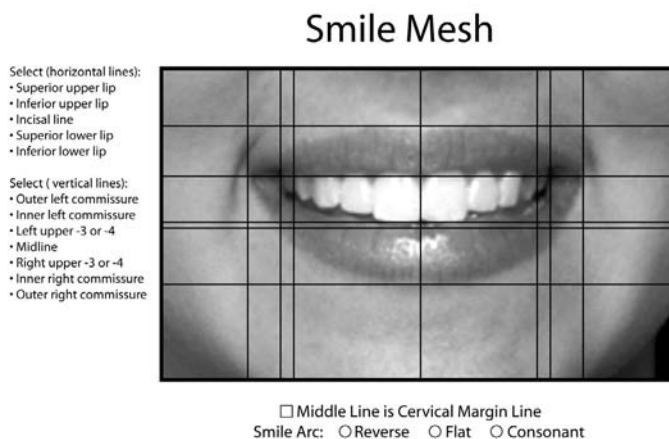 Smile Mesh
Select (horizontal lines):
• Superior upper lip
• Inferior upper lip
• Incisal line
• Superior lower lip
• Inferior lower lip
Select ( vertical lines):
• Outer left commissure
• Inner left commissure
• Left upper -3 or -4
• Midline
• Right upper -3 or -4
• Inner right commissure
• Outer right commissure
Middle Line is Cervical Margin Line
Smile Arc: Reverse Flat Consonant